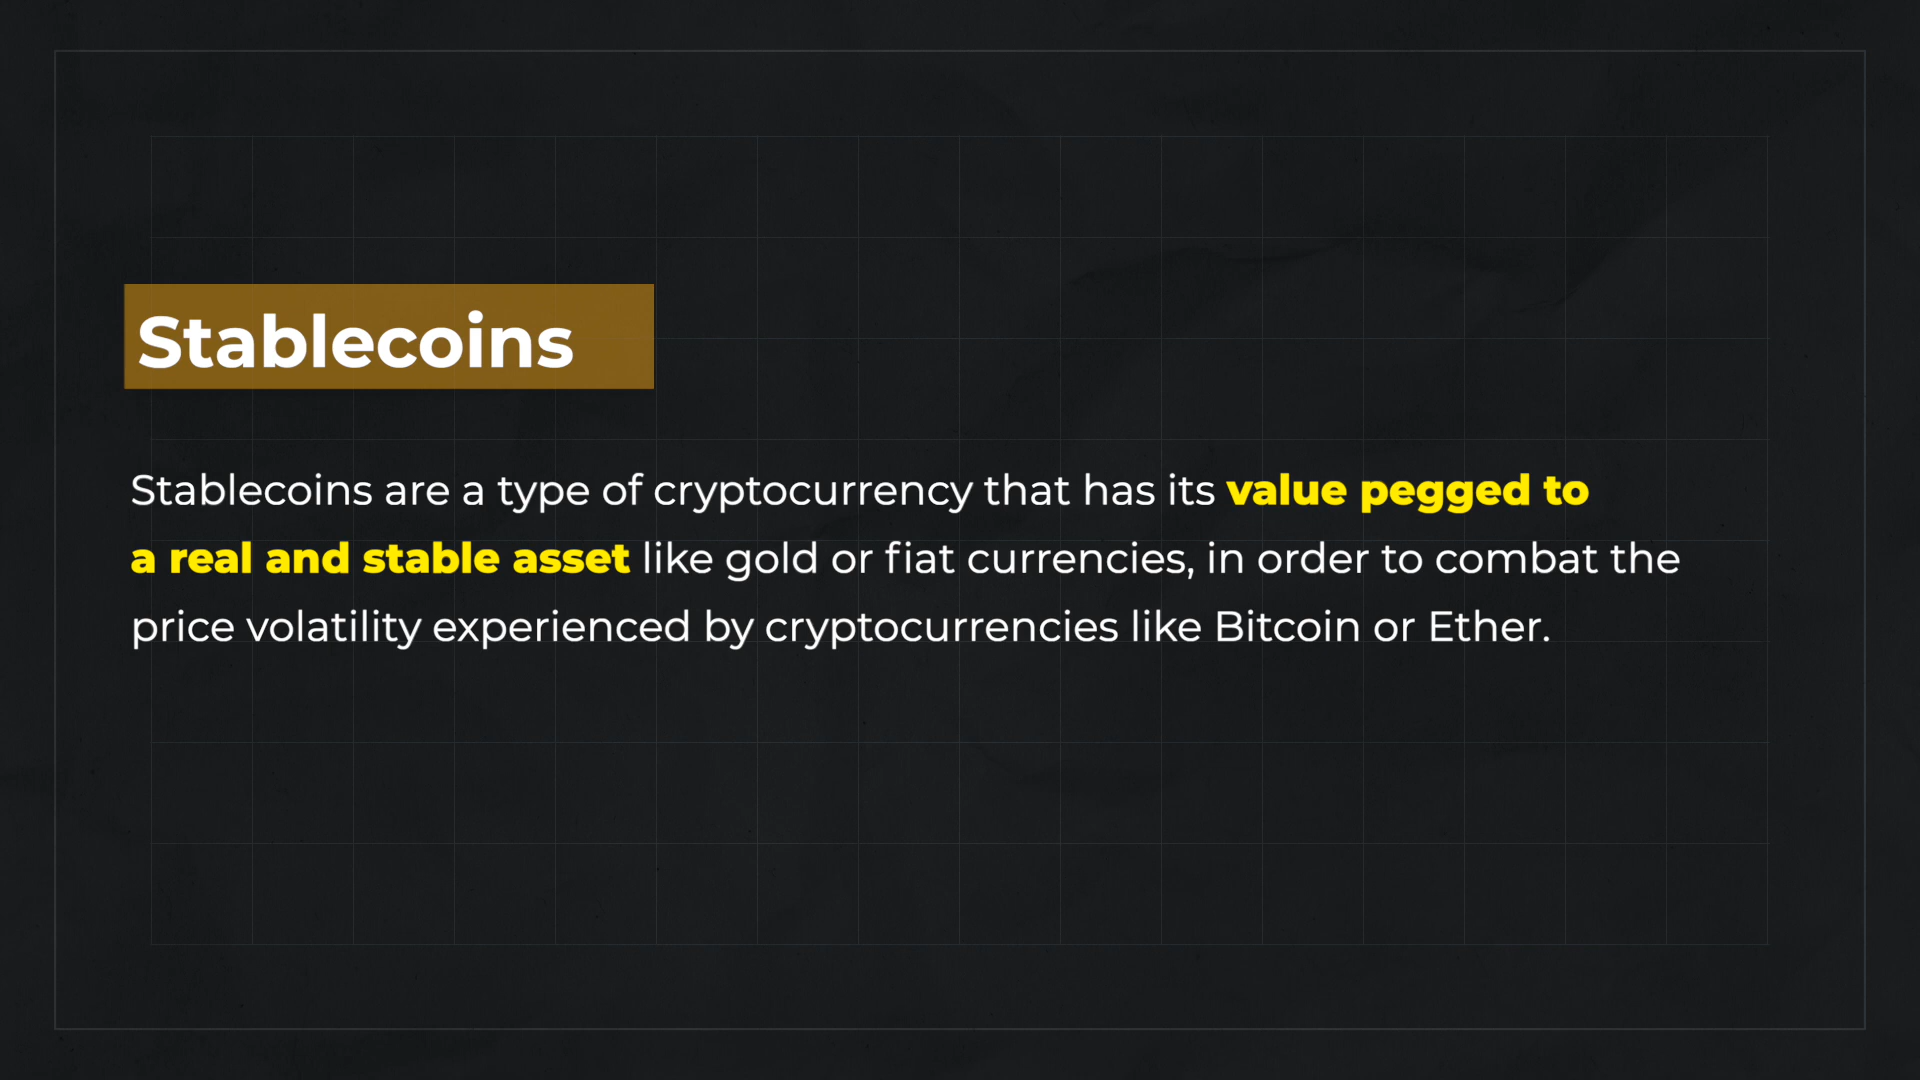 Stablecoins
Stablecoins are a type of cryptocurrency that has its value pegged to
a real and stable asset like gold or fiat currencies, in order to combat the
price volatility experienced by cryptocurrencies like Bitcoin or Ether.